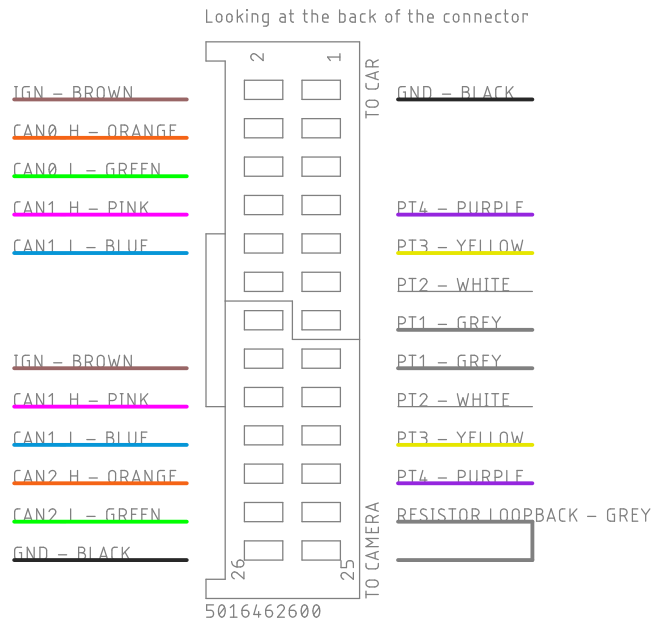 Looking at the back of the connector
2 1
TO CAR
IGN - BROWN
GND - BLACK
CAN0 H - ORANGE
CAN0 L - GREEN
CAN1 H - PINK
PT4 - PURPLE
CAN1 L - BLUE
PT3 - YELLOW
PT2 - WHITE
PT1 - GREY
IGN - BROWN
PT1 - GREY
CAN1 H - PINK
PT2 - WHITE
CAN1 L - BLUE
PT3 - YELLOW
CAN2 H - ORANGE
PT4 - PURPLE
CAN2 L - GREEN
RESISTOR LOOPBACK - GREY
GND - BLACK
TO CAMERA
26 25
5016462600